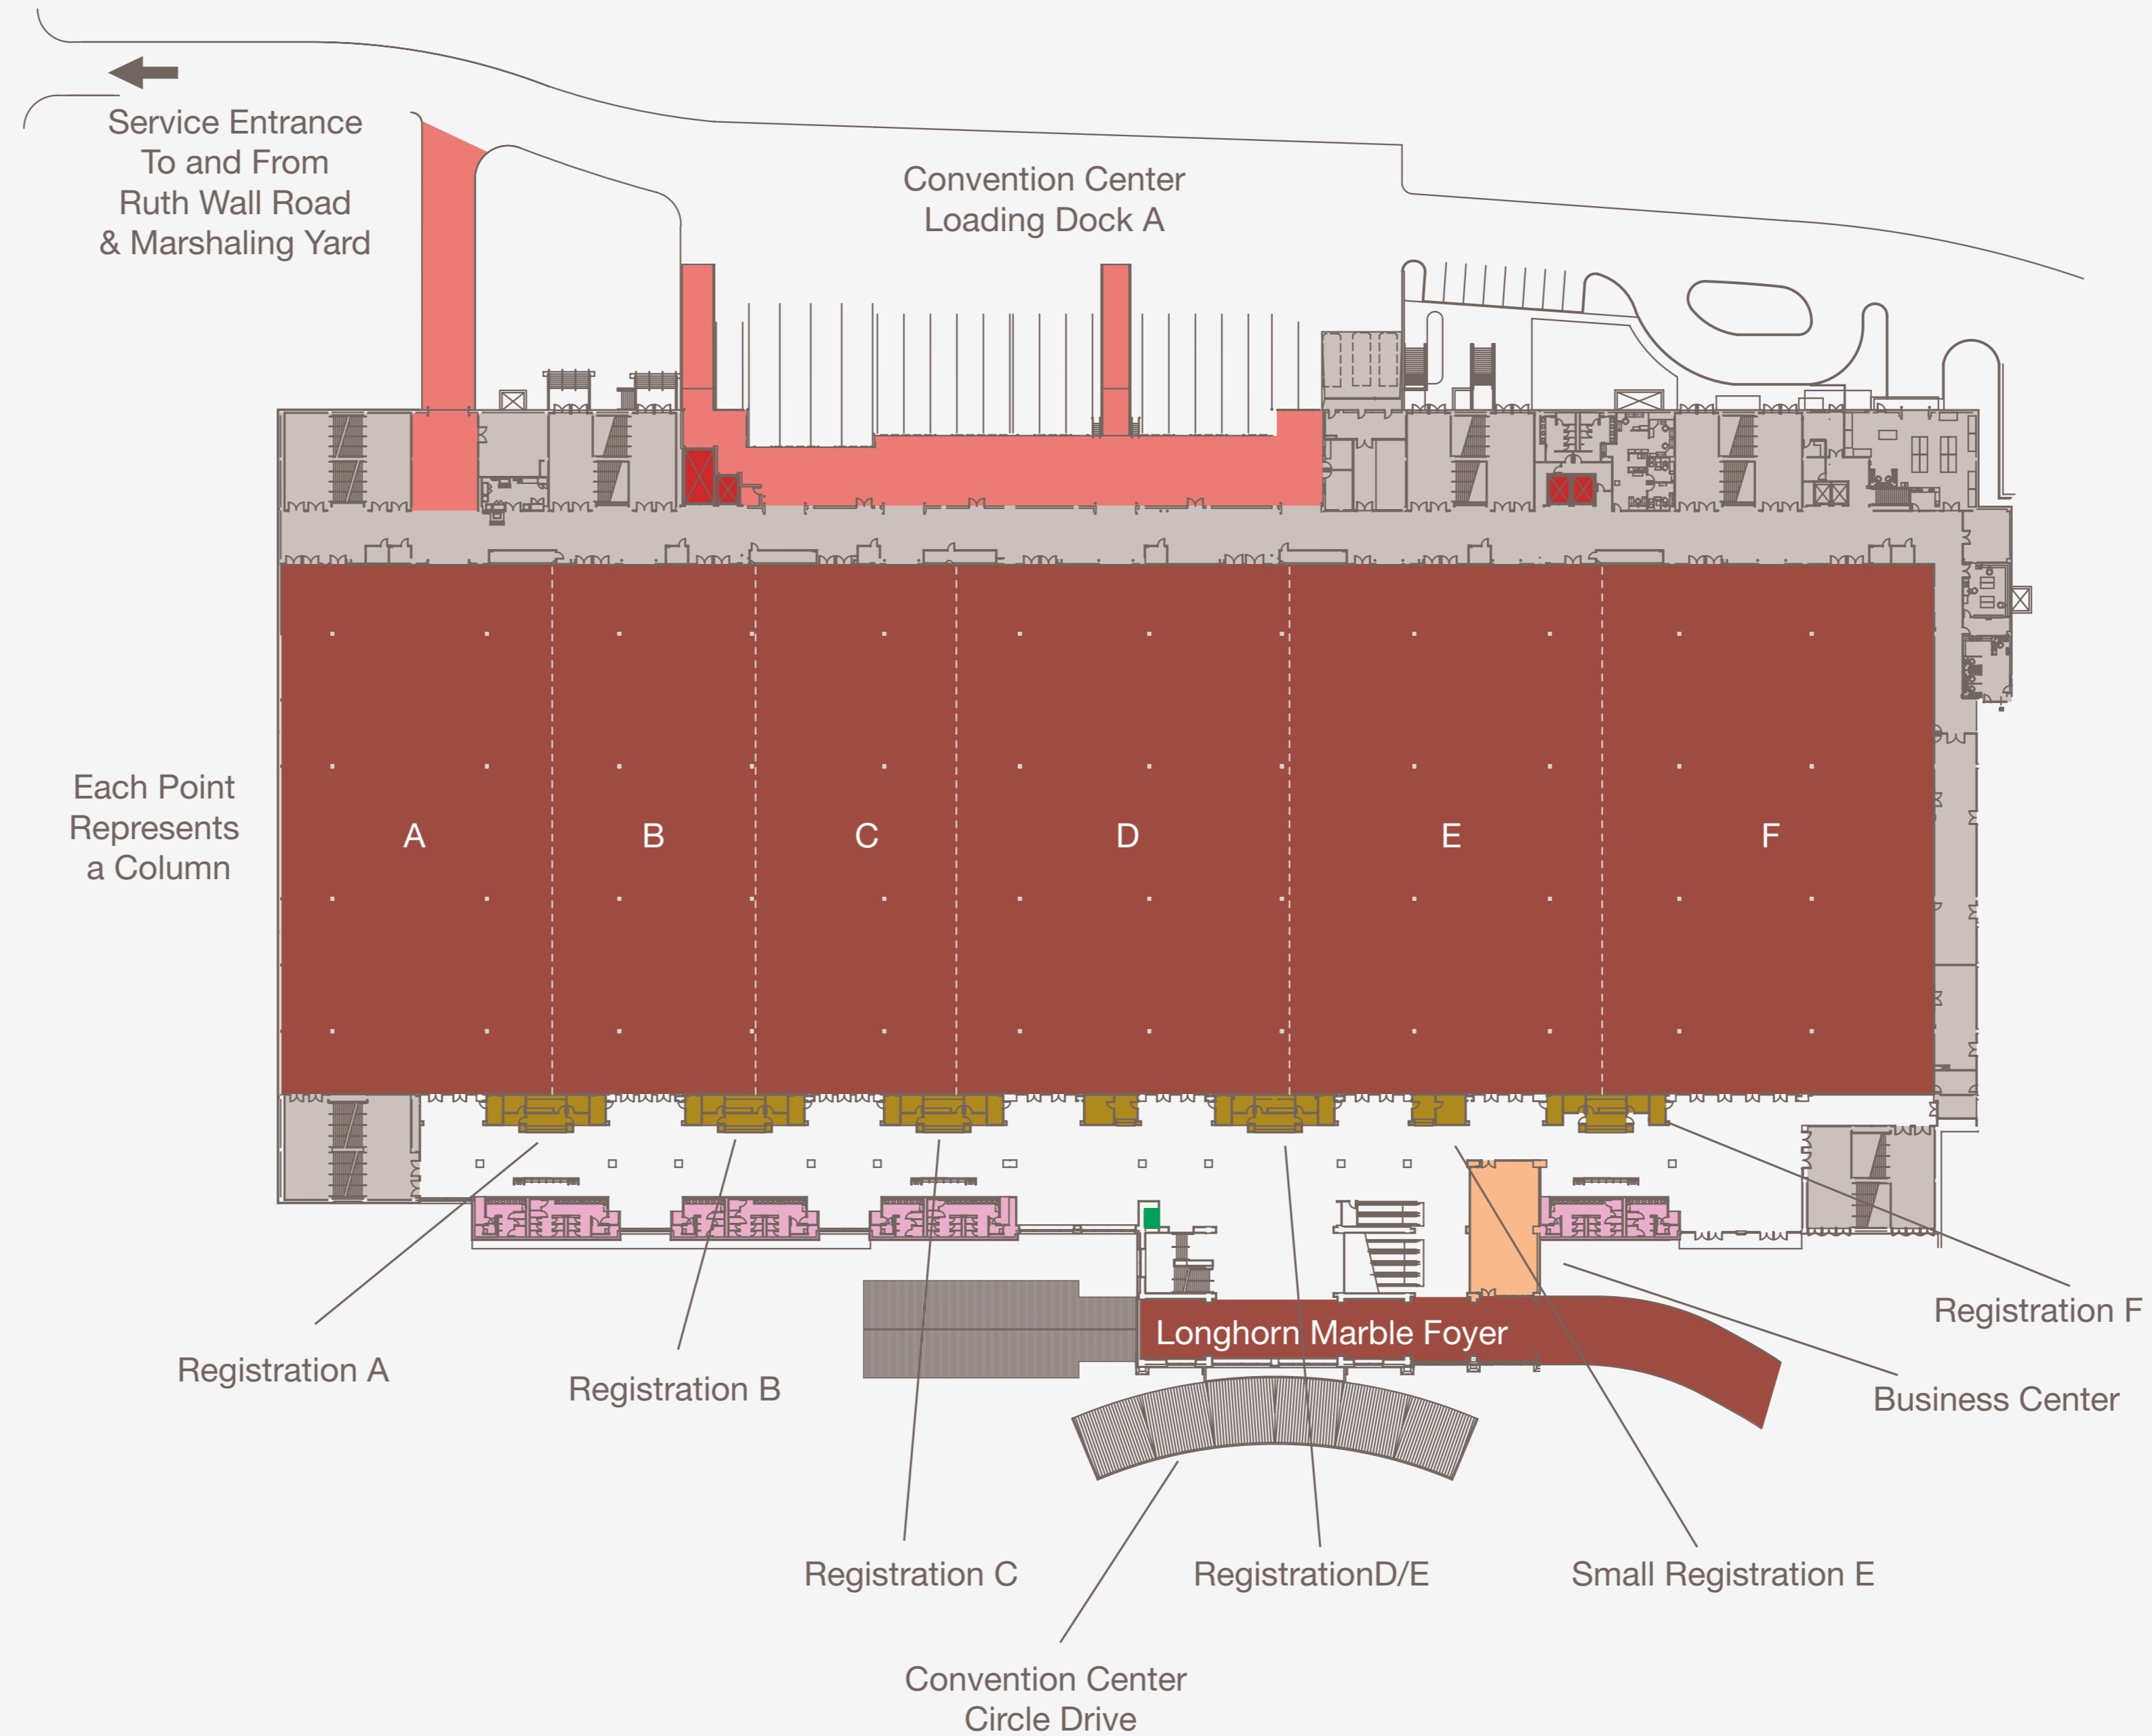 Service Entrance
To and From
Ruth Wall Road
& Marshaling Yard
Convention Center
Loading Dock A
Each Point
Represents
a Column
A
B
C
D
E
F
Longhorn Marble Foyer
Registration F
Registration A
Registration B
Business Center
Registration C
RegistrationD/E
Small Registration E
Convention Center
Circle Drive